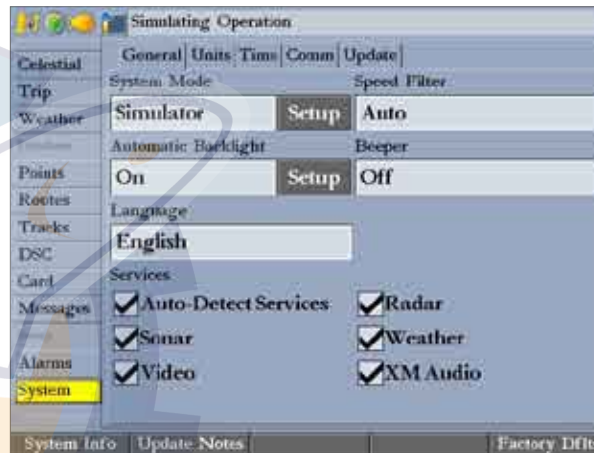 Simulating Operation
General Units Time Comm Update
Celestial
Trip
Weather
Points
Routes
Tracks
DSC
Card
Messages
Alarms
System
System Mode
Speed Filter
Simulator Setup
Auto
Automatic Backlight
Beeper
On Setup
Off
Language
English
Services
Auto-Detect Services
Radar
Sonar
Weather
Video
XM Audio
System Info Update Notes Factory Dflts